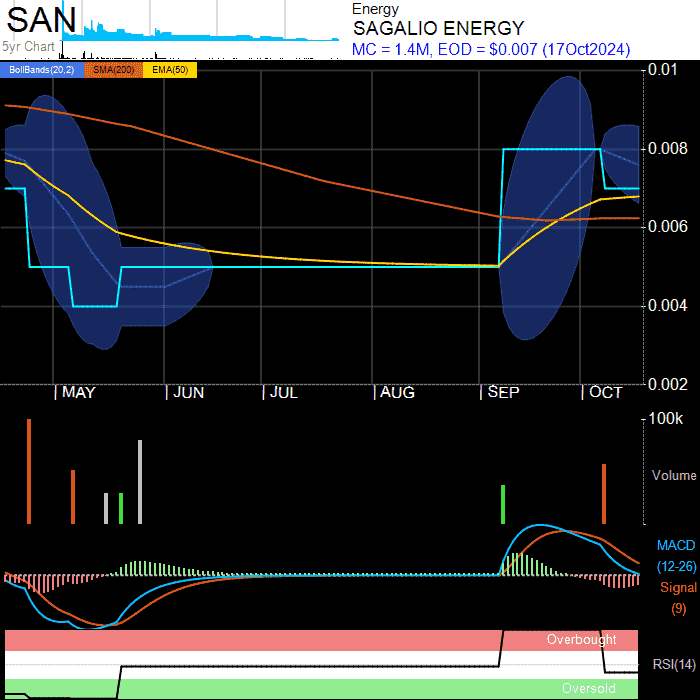 SAN
5yr Chart
Energy
SAGALIO ENERGY
MC = 1.4M, EOD = $0.007 (17Oct2024)
BollBands(20,2) SMA(200) EMA(50)
0.01
0.008
0.006
0.004
0.002
| MAY | JUN | JUL | AUG | SEP | OCT
100k
Volume
MACD
(12-26)
Signal
(9)
Overbought
RSI(14)
Oversold